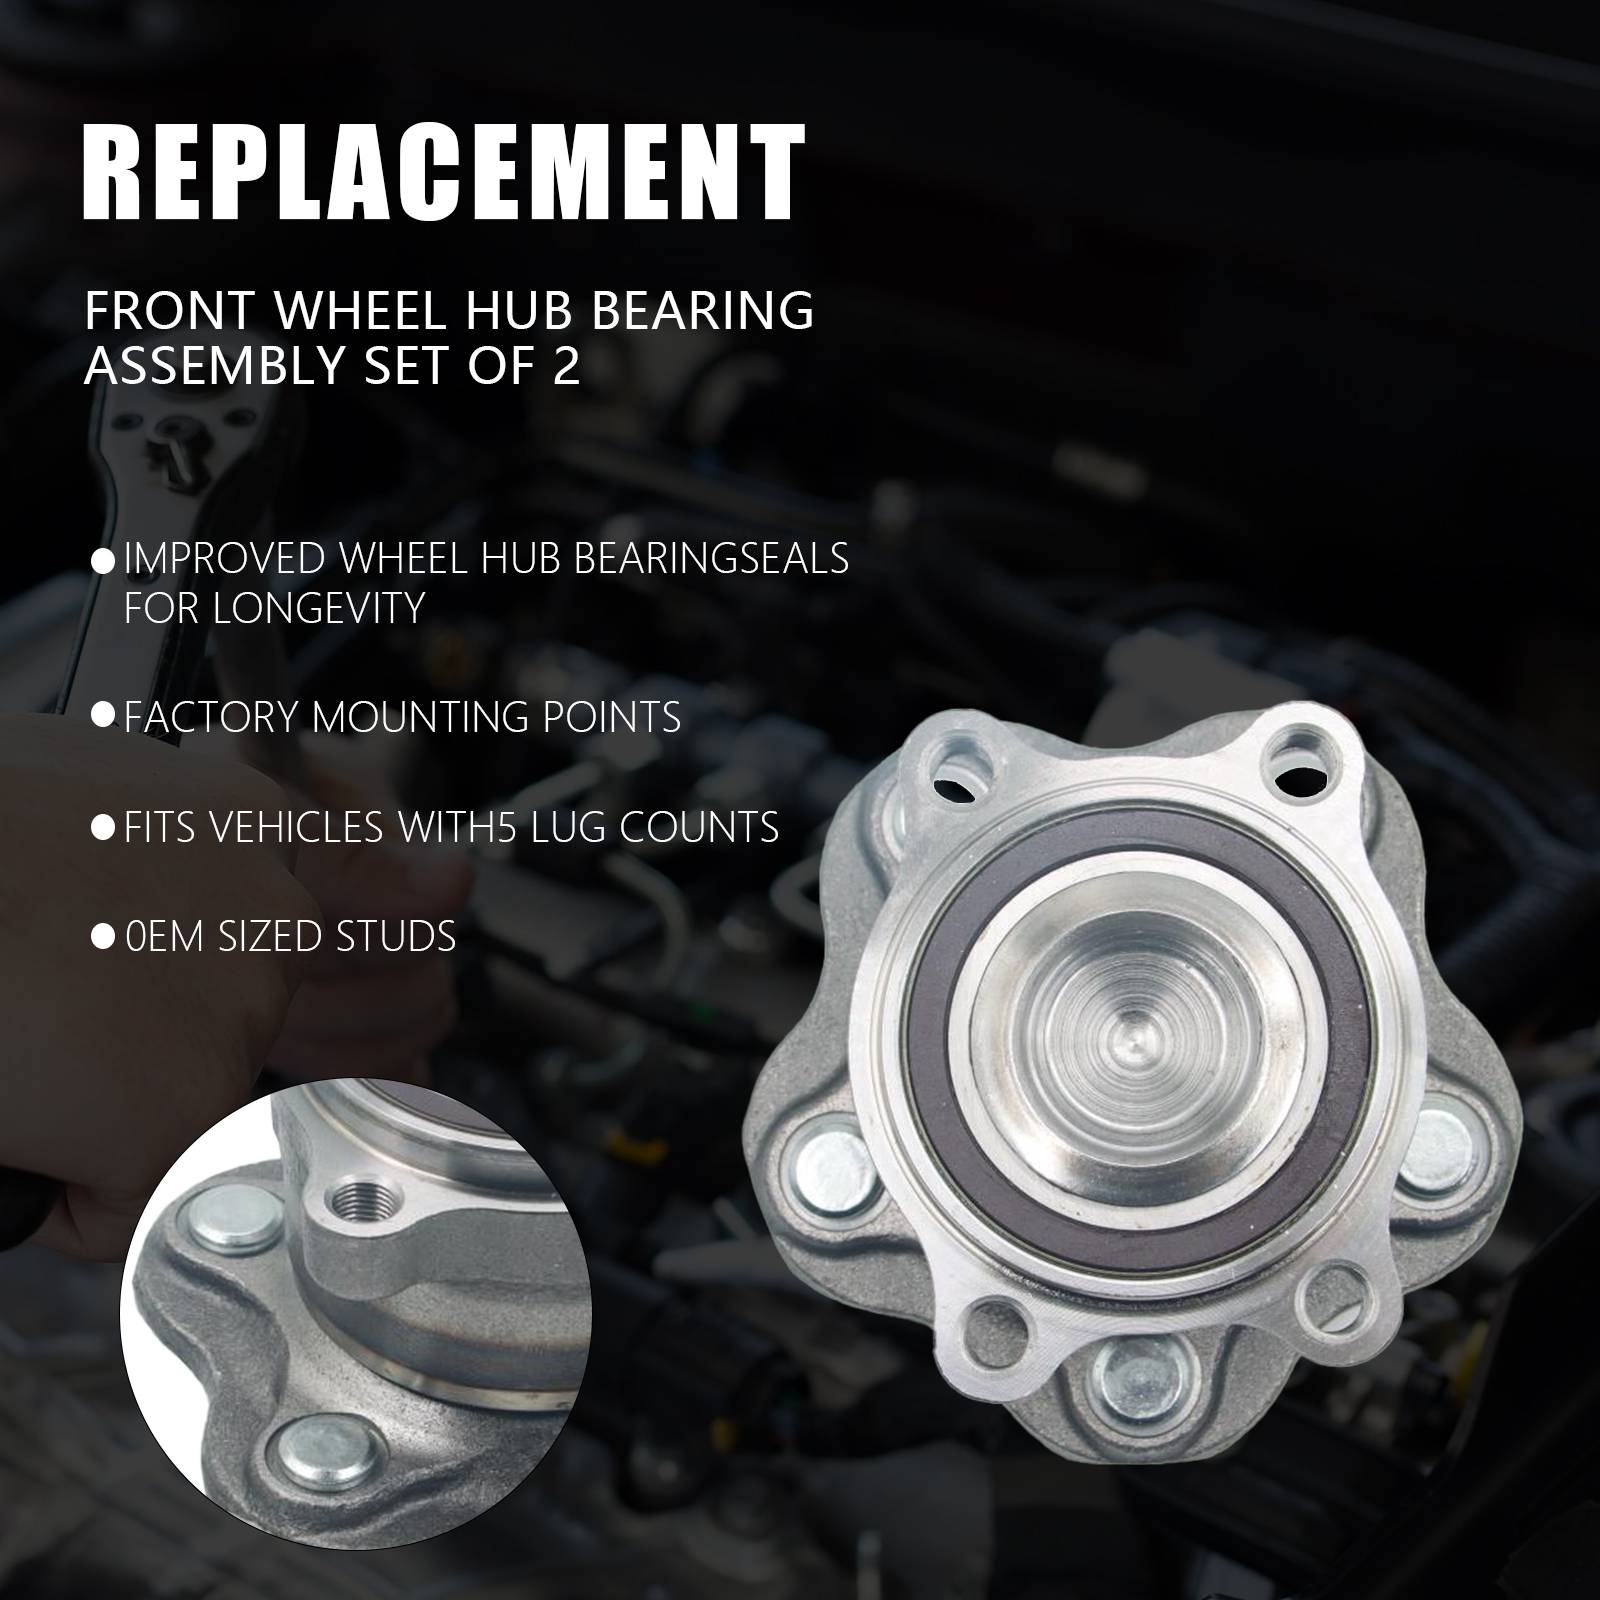 REPLACEMENT
FRONT WHEEL HUB BEARING
ASSEMBLY SET OF 2
IMPROVED WHEEL HUB BEARINGSEALS
FOR LONGEVITY
FACTORY MOUNTING POINTS
FITS VEHICLES WITH5 LUG COUNTS
0EM SIZED STUDS